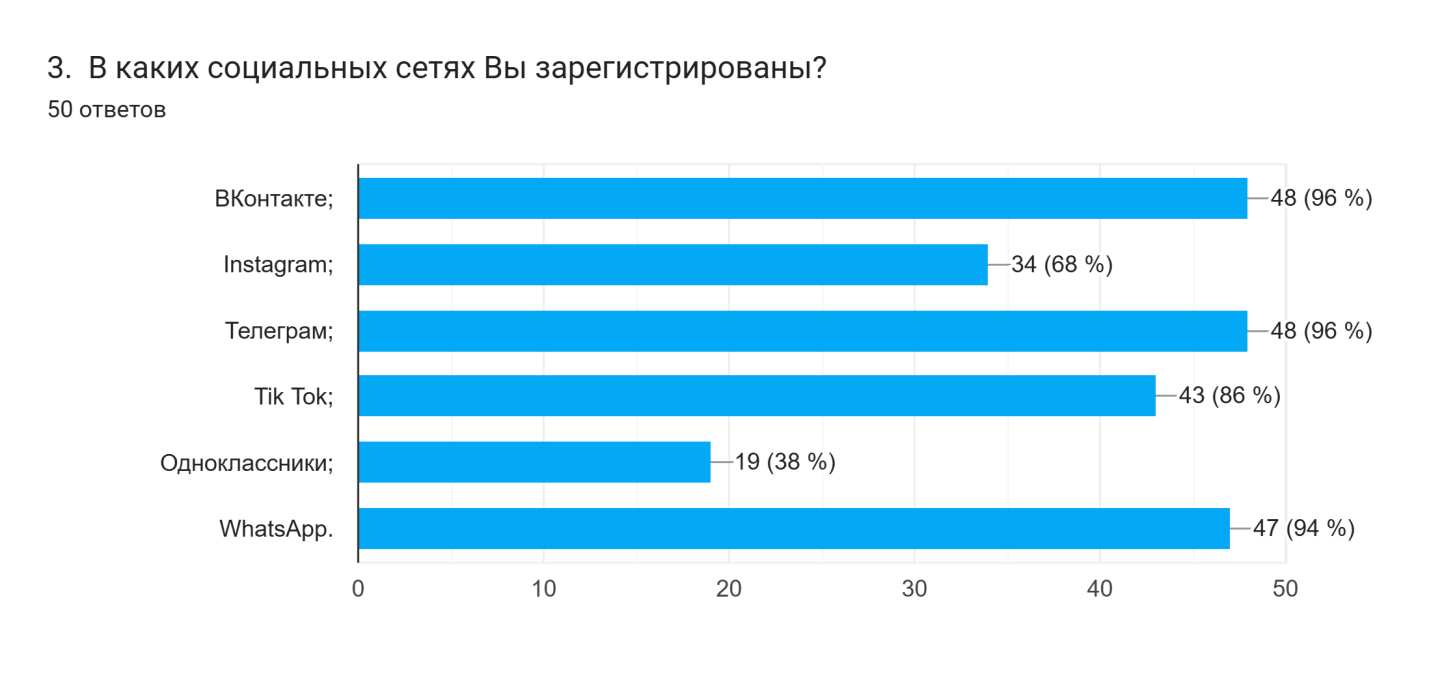 3. В каких социальных сетях Вы зарегистрированы?
50 ответов
ВКонтакте; 48 (96 %)
Instagram; 34 (68 %)
Телеграм; 48 (96 %)
Tik Tok; 43 (86 %)
Одноклассники; 19 (38 %)
WhatsApp. 47 (94 %)
0 10 20 30 40 50